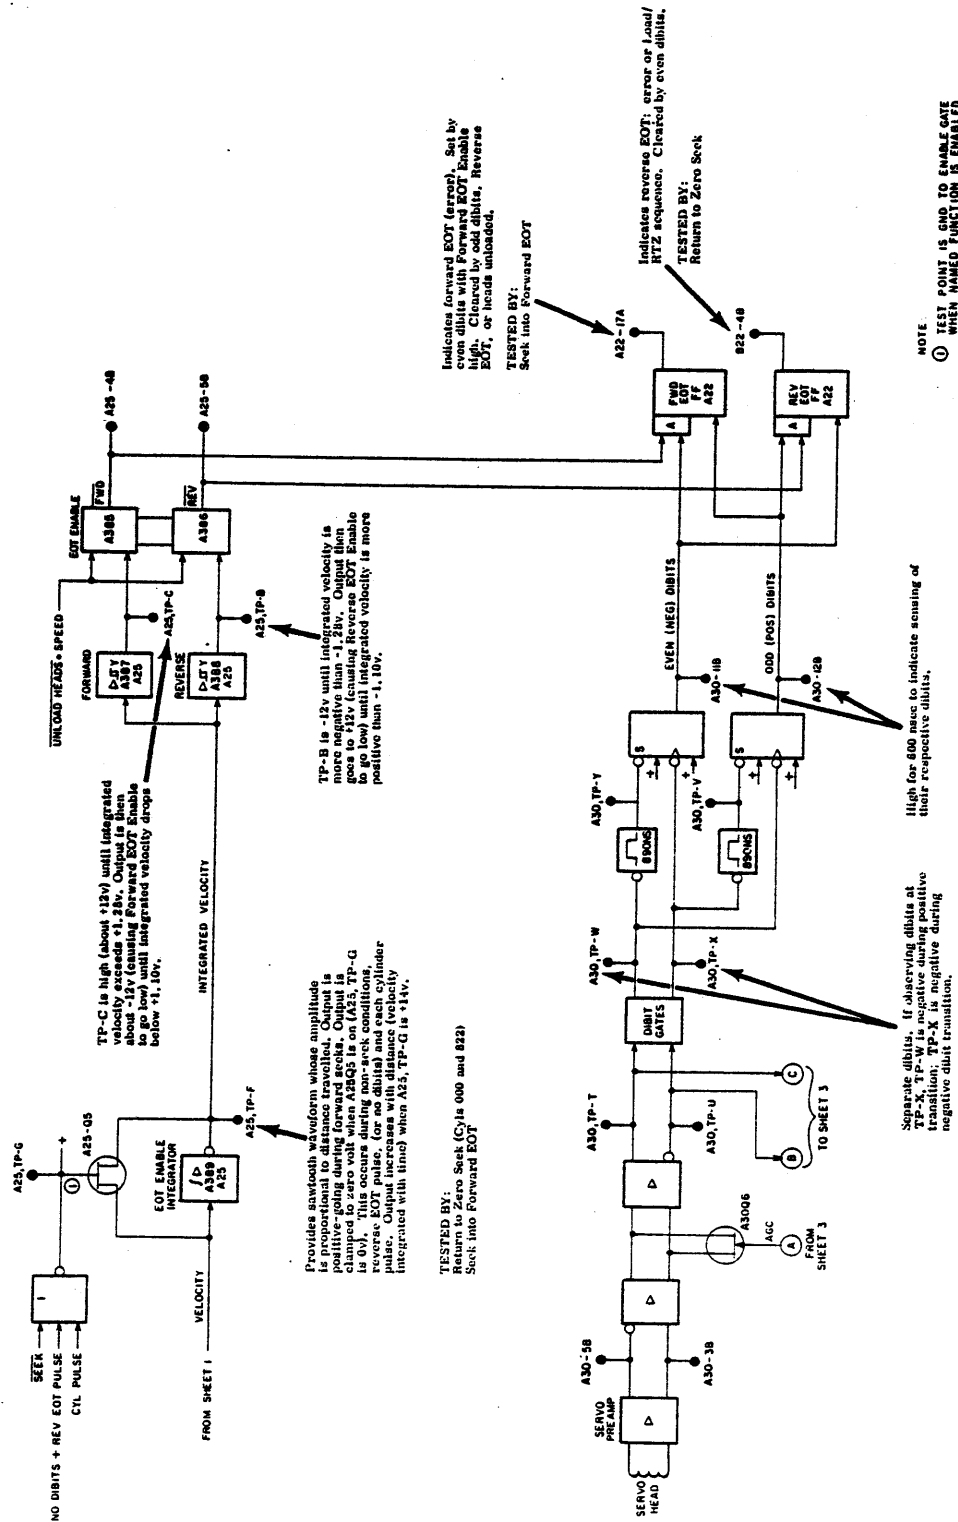 A25,TP-G
+
1
A25-Q5
SEEK
NO DIBITS + REV EOT PULSE
CYL PULSE
EOT ENABLE
INTEGRATOR
∫▷
A389
A25
VELOCITY
FROM SHEET 1
A25,TP-F
INTEGRATED VELOCITY
Provides sawtooth waveform whose amplitude
is proportional to distance travelled. Output is
positive-going during forward seeks. Output is
clamped to zero volt when A25Q5 is on (A25, TP-G
is 0v). This occurs during non-seek conditions,
reverse EOT pulse, (or no dibits) and each cylinder
pulse. Output increases with distance (velocity
integrated with time) when A25, TP-G is +14v.
TESTED BY:
Return to Zero Seek (Cyls 000 and 822)
Seek into Forward EOT
TP-C is high (about +12v) until integrated
velocity exceeds +1.28v. Output is then
about -12v (causing Forward EOT Enable
to go low) until integrated velocity drops
below +1.10v.
UNLOAD HEADS • SPEED
FORWARD
A387
A25
A25,TP-C
REVERSE
A388
A25
A25,TP-B
TP-B is -12v until integrated velocity is
more negative than -1.28v. Output then
goes to +12v (causing Reverse EOT Enable
to go low) until integrated velocity is more
positive than -1.10v.
EOT ENABLE
FWD
A385
A25-4B
REV
A386
A25-5B
Indicates forward EOT (error). Set by
even dibits with Forward EOT Enable
high. Cleared by odd dibits, Reverse
EOT, or heads unloaded.
TESTED BY:
Seek into Forward EOT
A22-17A
A
FWD
EOT
FF
A22
Indicates reverse EOT: error or Load/
RTZ sequence. Cleared by even dibits.
TESTED BY:
Return to Zero Seek
B22-4B
A
REV
EOT
FF
A22
SERVO
HEAD
SERVO
PREAMP
A30-5B
A30-3B
A30Q6
AGC
A
FROM
SHEET 3
A30,TP-T
A30,TP-U
B
C
TO SHEET 3
DIBIT
GATES
A30,TP-W
A30,TP-X
890NS
A30,TP-Y
890NS
A30,TP-V
S
+
+
S
+
+
EVEN (NEG) DIBITS
A30-11B
ODD (POS) DIBITS
A30-12B
Separate dibits. If observing dibits at
TP-X, TP-W is negative during positive
transition; TP-X is negative during
negative dibit transition.
High for 600 nsec to indicate sensing of
their respective dibits.
NOTE
1 TEST POINT IS GND TO ENABLE GATE
WHEN NAMED FUNCTION IS ENABLED